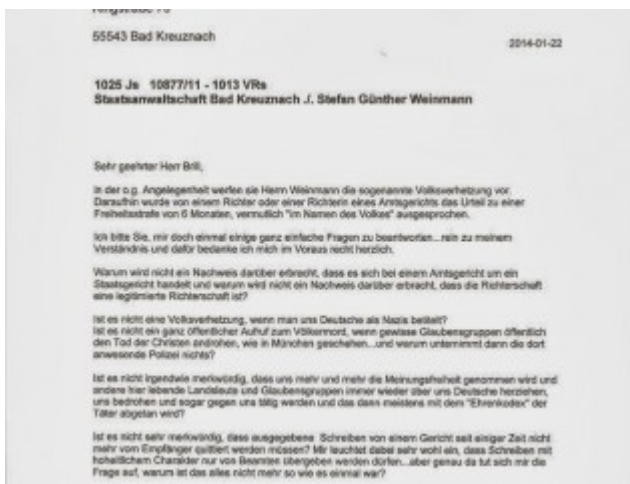 55543 Bad Kreuznach
2014-01-22
1025 Js 10877/11 - 1013 VRs
Staatsanwaltschaft Bad Kreuznach ./. Stefan Günther Weinmann
Sehr geehrter Herr Brill,
In der o.g. Angelegenheit werfen sie Herrn Weinmann die sogenannte Volksverhetzung vor.
Daraufhin wurde von einem Richter oder einer Richterin eines Amtsgerichts das Urteil zu einer
Freiheitsstrafe von 6 Monaten, vermutlich "im Namen des Volkes" ausgesprochen.
Ich bitte Sie, mir doch einmal einige ganz einfache Fragen zu beantworten...rein zu meinem
Verständnis und dafür bedanke ich mich im Voraus recht herzlich.
Warum wird nicht ein Nachweis darüber erbracht, dass es sich bei einem Amtsgericht um ein
Staatsgericht handelt und warum wird nicht ein Nachweis darüber erbracht, dass die Richterschaft
eine legitimierte Richterschaft ist?
Ist es nicht eine Volksverhetzung, wenn man uns Deutsche als Nazis betitelt?
Ist es nicht ein ganz öffentlicher Aufruf zum Völkermord, wenn gewisse Glaubensgruppen öffentlich
den Tod der Christen androhen, wie in München geschehen...und warum unternimmt dann die dort
anwesende Polizei nichts?
Ist es nicht irgendwie merkwürdig, dass uns mehr und mehr die Meinungsfreiheit genommen wird und
andere hier lebende Landsleute und Glaubensgruppen immer wieder über uns Deutsche herziehen,
uns bedrohen und sogar gegen uns tätig werden und das dann meistens mit dem "Ehrenkodex" der
Täter abgetan wird?
Ist es nicht sehr merkwürdig, dass ausgegebene Schreiben von einem Gericht seit einiger Zeit nicht
mehr vom Empfänger quittiert werden müssen? Mir leuchtet dabei sehr wohl ein, dass Schreiben mit
hoheitlichem Charakter nur von Beamten übergeben werden dürfen...aber genau da tut sich mir die
Frage auf, warum ist das alles nicht mehr so wie es einmal war?